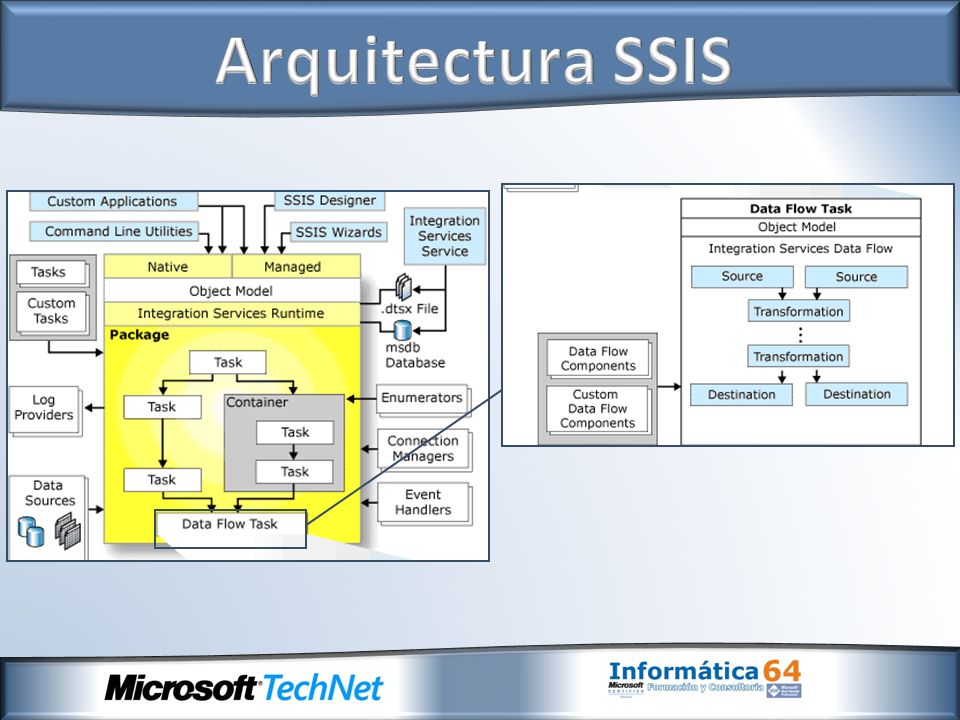 Arquitectura SSIS
Custom Applications
SSIS Designer
Command Line Utilities
SSIS Wizards
Integration
Services
Service
Tasks
Custom
Tasks
Native
Managed
Object Model
.dtsx File
Integration Services Runtime
msdb
Database
Package
Task
Log
Providers
Task
Container
Enumerators
Task
Connection
Managers
Task
Task
Data
Sources
Event
Handlers
Data Flow Task
Data Flow Task
Object Model
Integration Services Data Flow
Source
Source
Transformation
Transformation
Data Flow
Components
Custom
Data Flow
Components
Destination
Destination
Microsoft TechNet
Informática 64
Formación y Consultoría
Microsoft
CERTIFIED